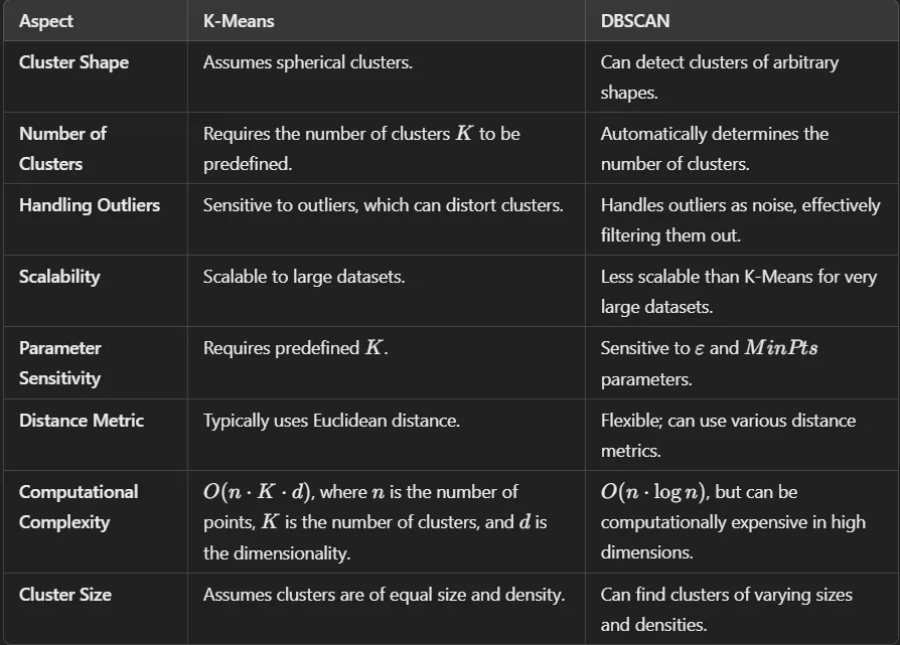 Aspect K-Means DBSCAN
Cluster Shape Assumes spherical clusters. Can detect clusters of arbitrary
shapes.
Number of Requires the number of clusters K to be Automatically determines the
Clusters predefined. number of clusters.
Handling Outliers Sensitive to outliers, which can distort clusters. Handles outliers as noise, effectively
filtering them out.
Scalability Scalable to large datasets. Less scalable than K-Means for very
large datasets.
Parameter Requires predefined K. Sensitive to ε and MinPts
Sensitivity parameters.
Distance Metric Typically uses Euclidean distance. Flexible; can use various distance
metrics.
Computational O(n · K · d), where n is the number of O(n · log n), but can be
Complexity points, K is the number of clusters, and d is computationally expensive in high
the dimensionality. dimensions.
Cluster Size Assumes clusters are of equal size and density. Can find clusters of varying sizes
and densities.